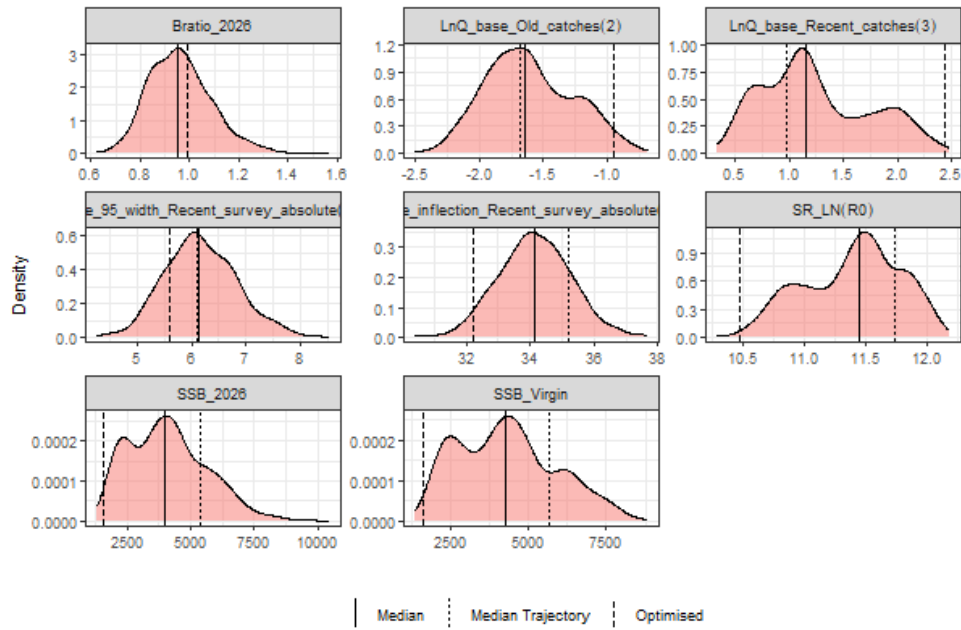 Bratio_2026
LnQ_base_Old_catches(2)
LnQ_base_Recent_catches(3)
3
2
1
0
0.6 0.8 1.0 1.2 1.4 1.6
1.2
0.9
0.6
0.3
0.0
-2.5 -2.0 -1.5 -1.0
1.00
0.75
0.50
0.25
0.00
0.5 1.0 1.5 2.0 2.5
e_95_width_Recent_survey_absolute(
e_inflection_Recent_survey_absolute(
SR_LN(R0)
0.6
0.4
0.2
0.0
5 6 7 8
0.3
0.2
0.1
0.0
32 34 36 38
0.9
0.6
0.3
0.0
10.5 11.0 11.5 12.0
Density
SSB_2026
SSB_Virgin
0.0002
0.0001
0.0000
2500 5000 7500 10000
0.0002
0.0001
0.0000
2500 5000 7500
Median Median Trajectory Optimised